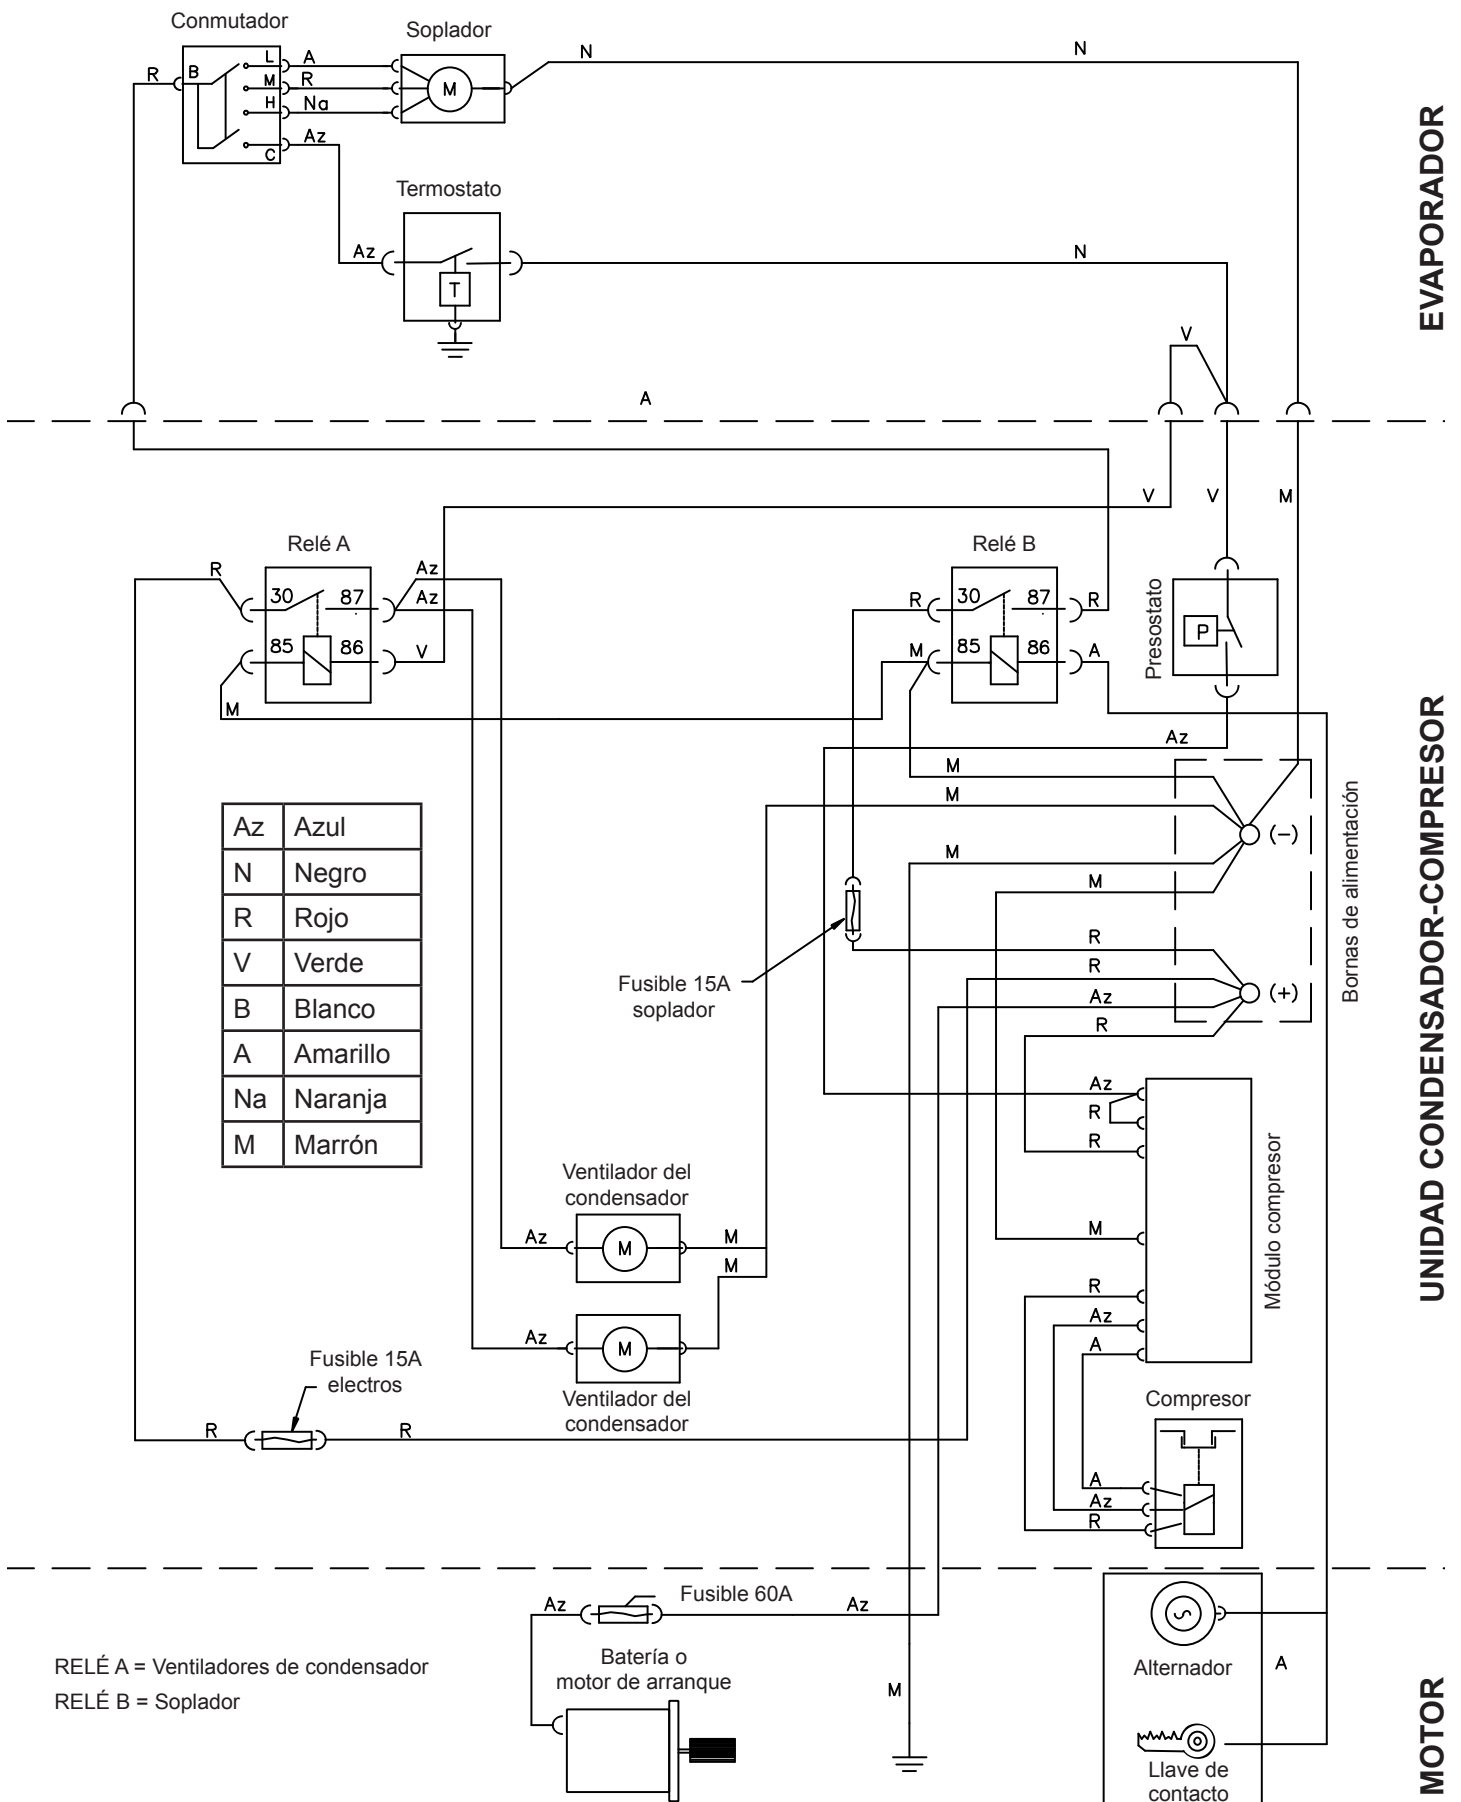 Conmutador
Soplador
N
N
R
B
L
A
M
R
M
H
Na
C
Az
Termostato
Az
N
T
V
A
EVAPORADOR
V
V
M
Relé A
Relé B
R
Az
30
87
Az
85
86
V
M
R
30
87
R
M
85
86
A
Presostato
P
Az
M
M
(-)
M
M
Bornas de alimentación
Az
Azul
N
Negro
R
Rojo
V
Verde
B
Blanco
A
Amarillo
Na
Naranja
M
Marrón
Fusible 15A
soplador
R
R
Az
(+)
R
UNIDAD CONDENSADOR-COMPRESOR
Az
R
R
M
R
Az
A
Módulo compresor
Ventilador del
condensador
Az
M
M
M
Az
M
Ventilador del
condensador
Fusible 15A
electros
R
R
Compresor
A
Az
R
Az
Fusible 60A
Az
Batería o
motor de arranque
M
Alternador
A
Llave de
contacto
MOTOR
RELÉ A = Ventiladores de condensador
RELÉ B = Soplador